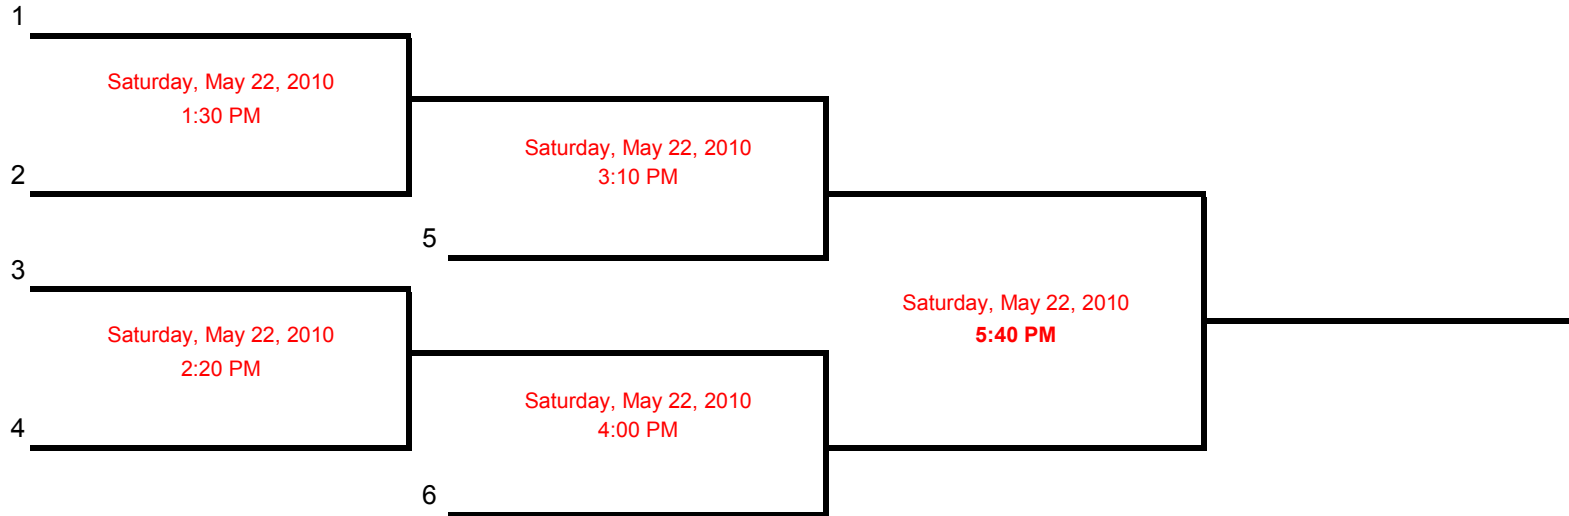 1
Saturday, May 22, 2010
1:30 PM
2
Saturday, May 22, 2010
3:10 PM
5
3
Saturday, May 22, 2010
2:20 PM
4
Saturday, May 22, 2010
4:00 PM
6
Saturday, May 22, 2010
5:40 PM